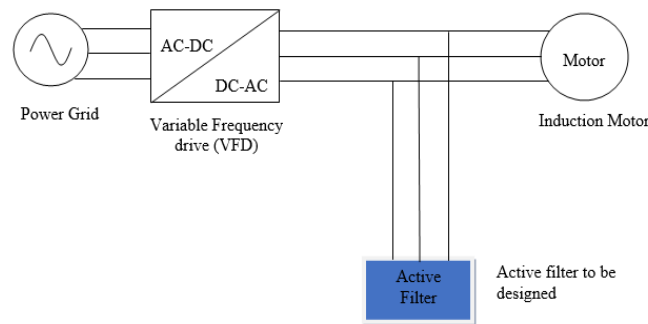 AC-DC
DC-AC
Motor
Power Grid
Variable Frequency
drive (VFD)
Induction Motor
Active
Filter
Active filter to be
designed